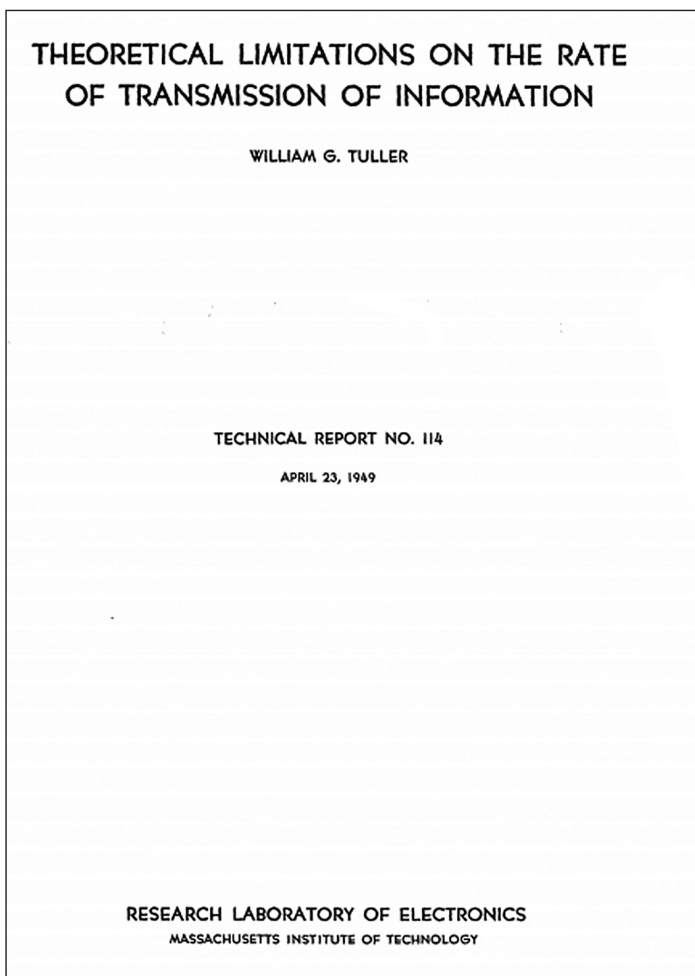 THEORETICAL LIMITATIONS ON THE RATE
OF TRANSMISSION OF INFORMATION
WILLIAM G. TULLER
TECHNICAL REPORT NO. 114
APRIL 23, 1949
RESEARCH LABORATORY OF ELECTRONICS
MASSACHUSETTS INSTITUTE OF TECHNOLOGY